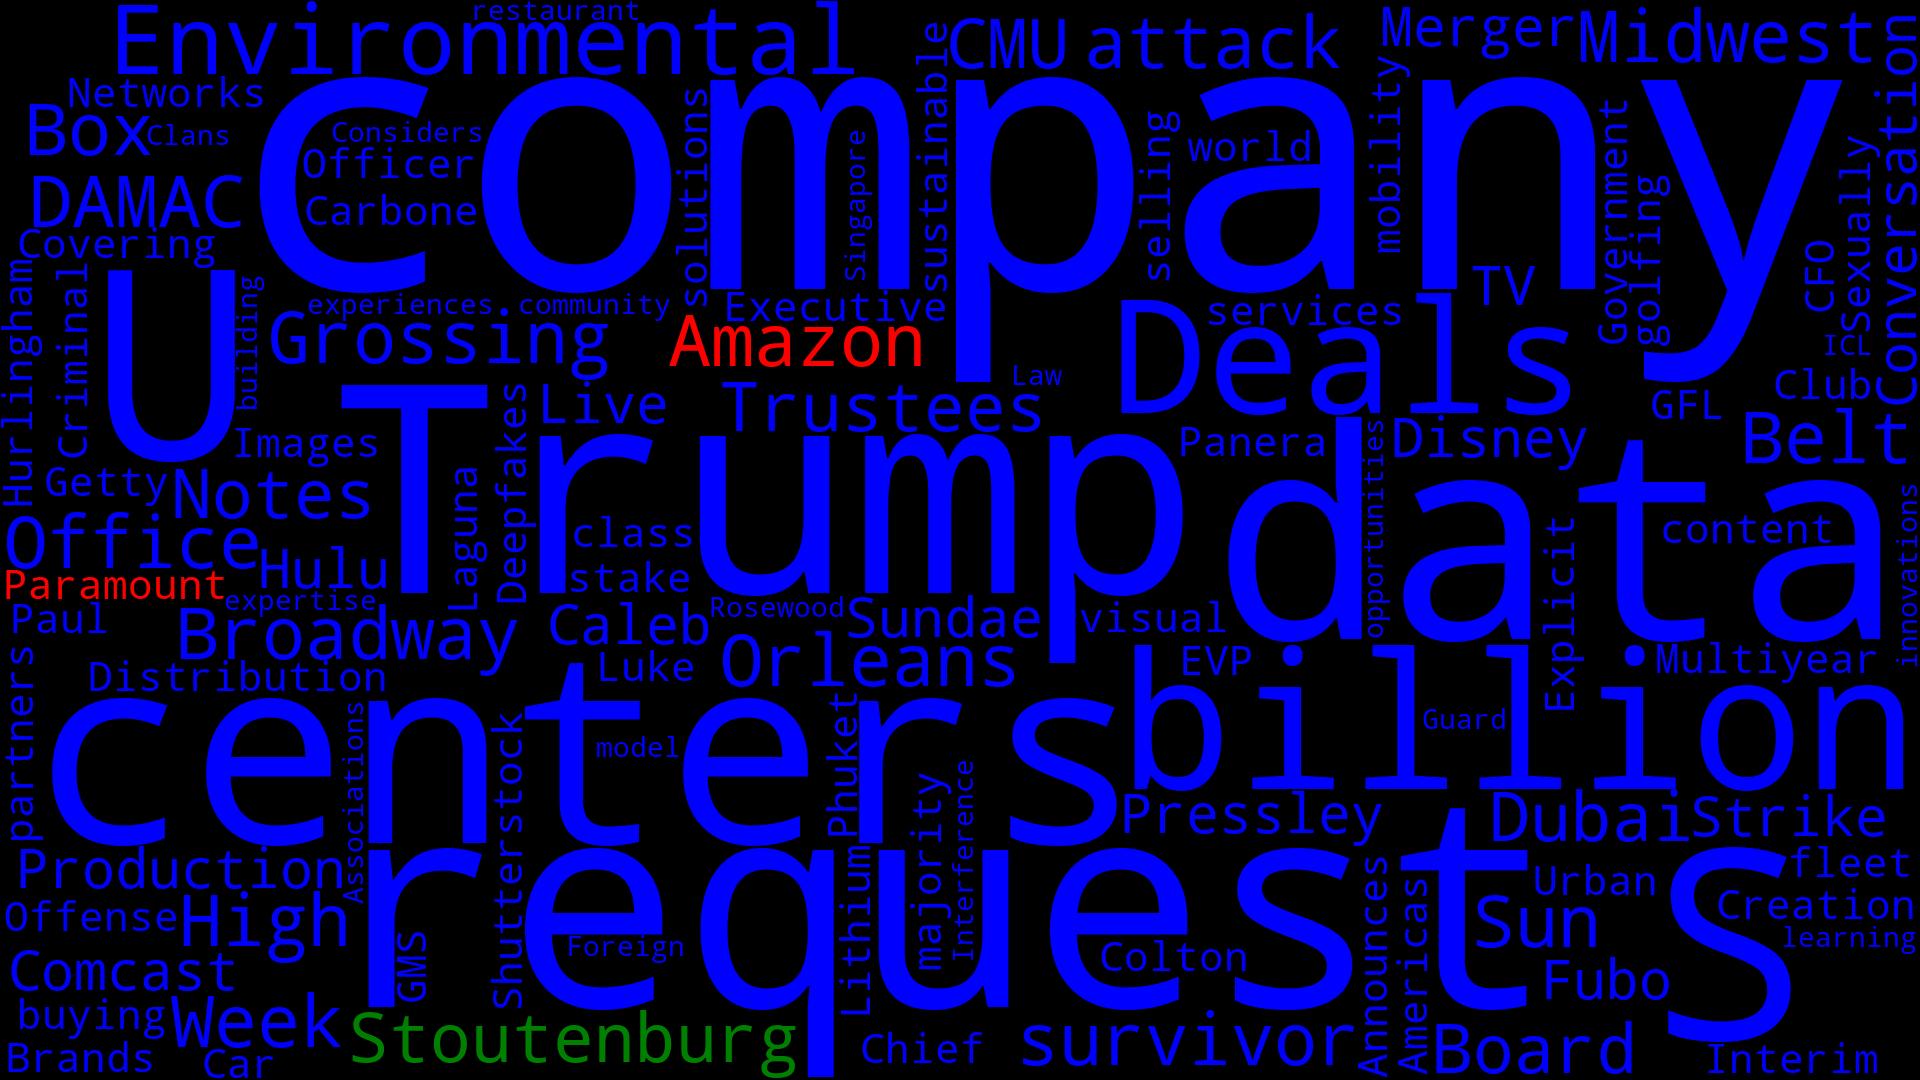 restaurant
Environmental
CMU
attack
Merger
Midwest
Networks
Box
Clans
Considers
Officer
Carbone
company
solutions
Singapore
sustainable
selling
world
mobility
Government
golfing
Sexually
Conversation
DAMAC
Covering
Hurlingham
Criminal
U
building
experiences
community
Executive
Grossing
Amazon
Law
Deals
services
TV
CFO
ICL
Club
GFL
Belt
Images
Getty
Notes
Live
Trustees
Panera
Disney
Trump
data
Laguna
Deepfakes
class
stake
opportunities
content
innovations
Office
Hulu
Paramount
expertise
Paul
Broadway
Caleb
Rosewood
Sundae
visual
Explicit
Luke
Orleans
EVP
Multiyear
Distribution
partners
centers
billion
Guard
model
Associations
Shutterstock
Phuket
majority
Interference
Pressley
Dubai
Strike
Production
requests
S
fleet
Urban
Creation
learning
Offense
High
GMS
Foreign
Lithium
Colton
Announces
Americas
Sun
Fubo
Comcast
buying
Week
Stoutenburg
Chief
survivor
Board
Interim
Brands
Car